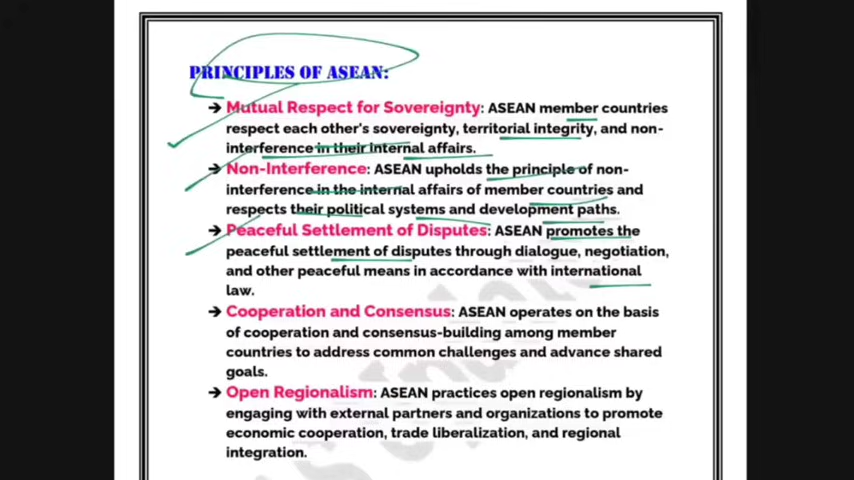 PRINCIPLES OF ASEAN:
➔ Mutual Respect for Sovereignty: ASEAN member countries
respect each other's sovereignty, territorial integrity, and non-
interference in their internal affairs.
➔ Non-Interference: ASEAN upholds the principle of non-
interference in the internal affairs of member countries and
respects their political systems and development paths.
➔ Peaceful Settlement of Disputes: ASEAN promotes the
peaceful settlement of disputes through dialogue, negotiation,
and other peaceful means in accordance with international
law.
➔ Cooperation and Consensus: ASEAN operates on the basis
of cooperation and consensus-building among member
countries to address common challenges and advance shared
goals.
➔ Open Regionalism: ASEAN practices open regionalism by
engaging with external partners and organizations to promote
economic cooperation, trade liberalization, and regional
integration.